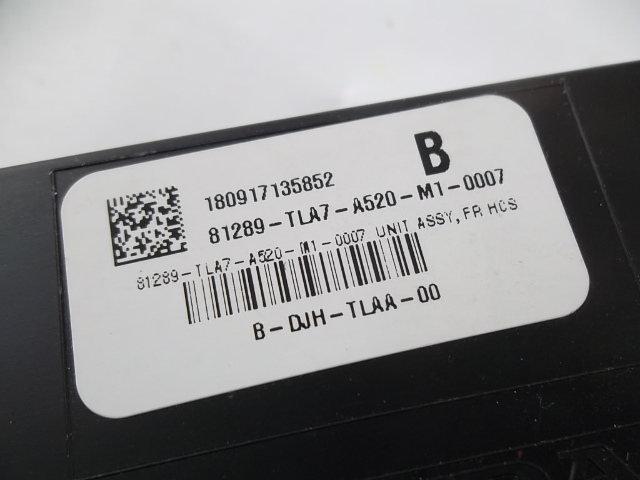 B
180917135852
81289-TLA7-A520-M1-0007
81289-TLA7-A520-M1-0007 UNIT ASSY,FR HCS
B-DJH-TLAA-00